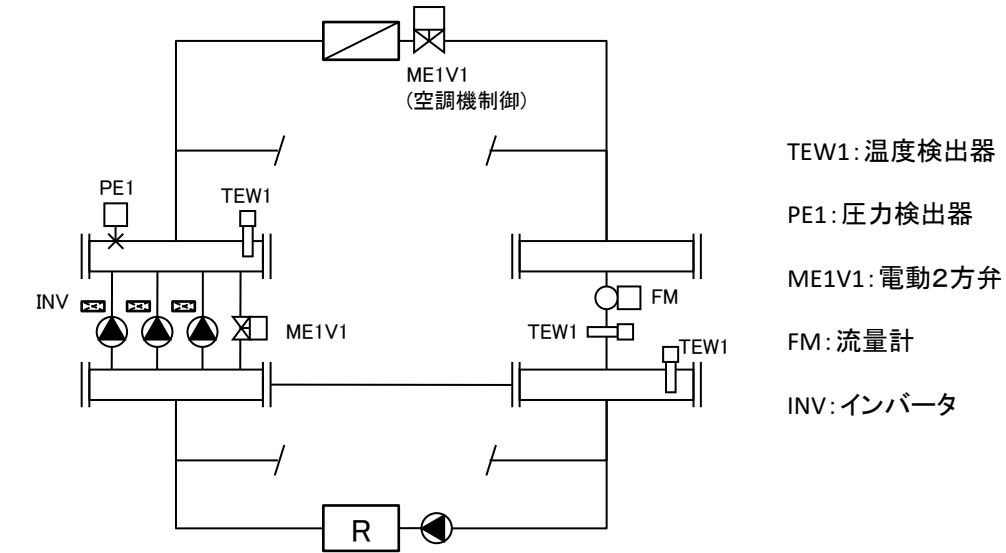 ME1V1
(空調機制御)
PE1
TEW1
INV
ME1V1
FM
TEW1
TEW1
R
TEW1：温度検出器
PE1：圧力検出器
ME1V1：電動２方弁
FM：流量計
INV：インバータ